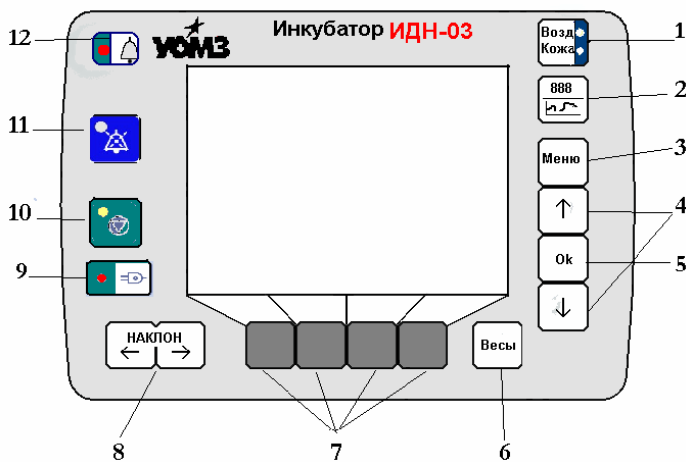 12
УОМЗ
Инкубатор ИДН-03
Возд
Кожа
1
888
2
11
Меню
3
↑
4
10
Ok
5
9
↓
НАКЛОН
← →
Весы
8
7
6